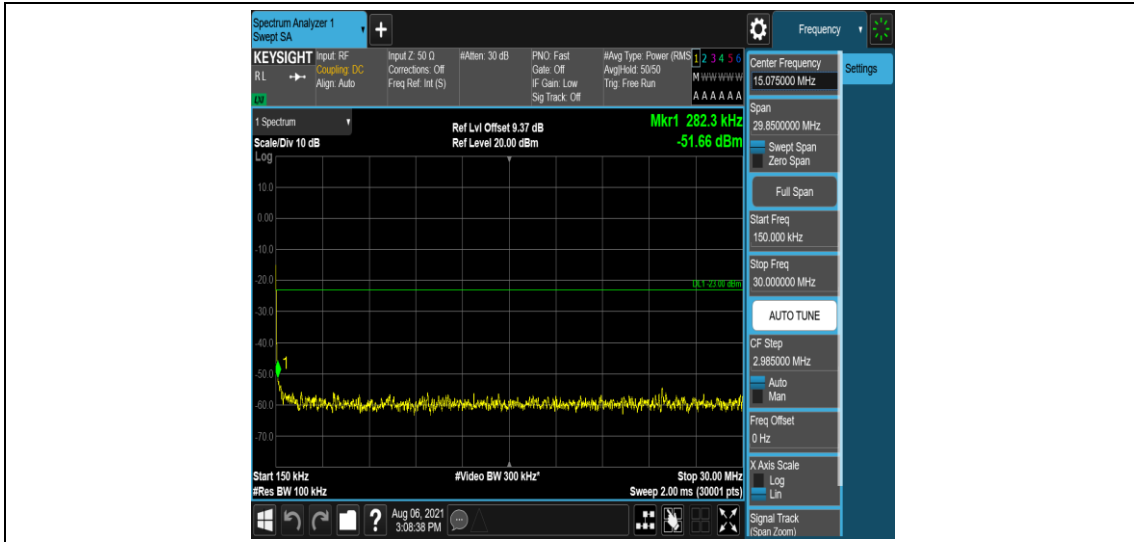 Spectrum Analyzer 1
Swept SA
Frequency
KEYSIGHT
RL
Input: RF
Coupling: DC
Align: Auto
Input Z: 50 Ω
Corrections: Off
Freq Ref: Int (S)
#Atten: 30 dB
PNO: Fast
Gate: Off
IF Gain: Low
Sig Track: Off
#Avg Type: Power (RMS
Avg|Hold: 50/50
Trig: Free Run
1 2 3 4 5 6
M W W W W W
A A A A A A
1 Spectrum
Scale/Div 10 dB
Log
Ref Lvl Offset 9.37 dB
Ref Level 20.00 dBm
Mkr1 282.3 kHz
-51.66 dBm
10.0
0.00
-10.0
-20.0
DL1 -23.00 dBm
-30.0
-40.0
1
-50.0
-60.0
-70.0
Start 150 kHz
#Res BW 100 kHz
#Video BW 300 kHz*
Stop 30.00 MHz
Sweep 2.00 ms (30001 pts)
Aug 06, 2021
3:08:38 PM
Center Frequency
15.075000 MHz
Settings
Span
29.8500000 MHz
Swept Span
Zero Span
Full Span
Start Freq
150.000 kHz
Stop Freq
30.000000 MHz
AUTO TUNE
CF Step
2.985000 MHz
Auto
Man
Freq Offset
0 Hz
X Axis Scale
Log
Lin
Signal Track
(Span Zoom)